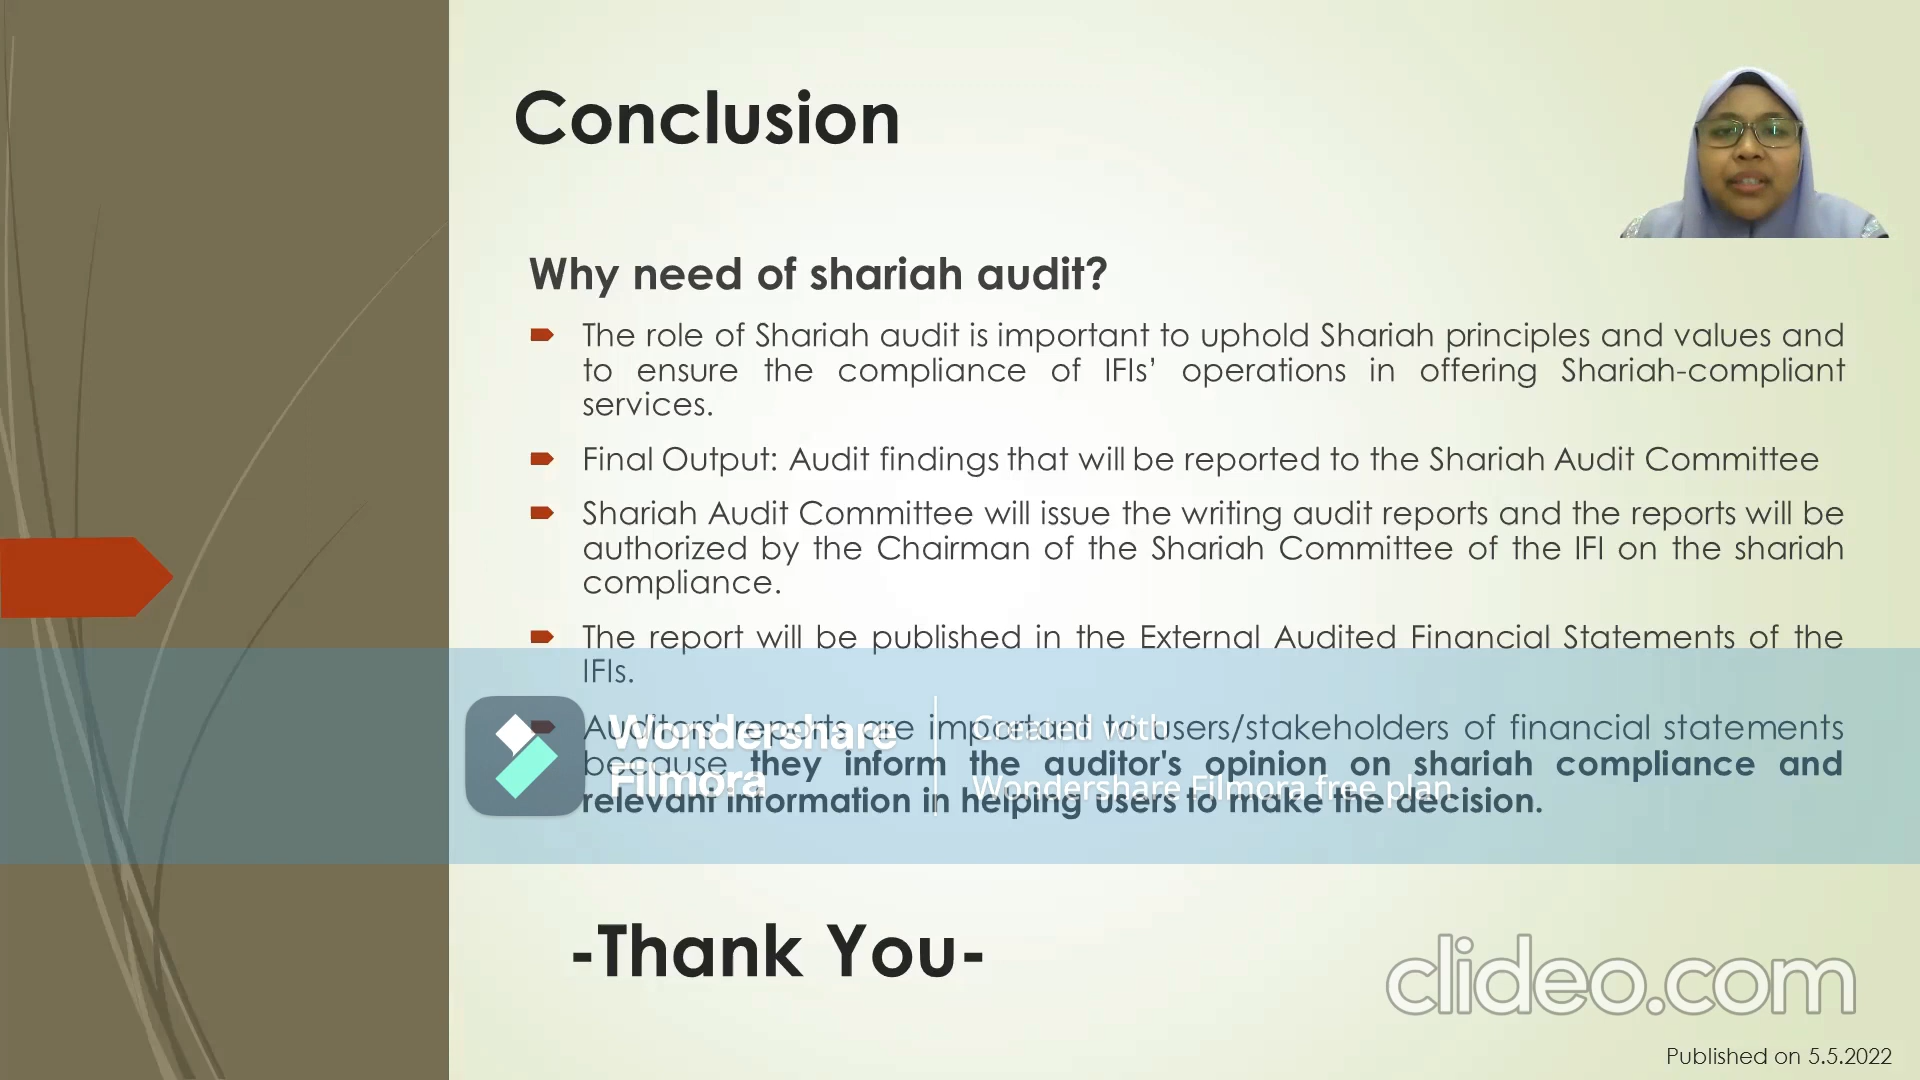 Conclusion
Why need of shariah audit?
The role of Shariah audit is important to uphold Shariah principles and values and
to ensure the compliance of IFIs’ operations in offering Shariah-compliant
services.
Final Output: Audit findings that will be reported to the Shariah Audit Committee
Shariah Audit Committee will issue the writing audit reports and the reports will be
authorized by the Chairman of the Shariah Committee of the IFI on the shariah
compliance.
The report will be published in the External Audited Financial Statements of the
IFIs.
Auditors' reports are important to users/stakeholders of financial statements
because they inform the auditor's opinion on shariah compliance and
relevant information in helping users to make the decision.
Wondershare
Filmora
Created with
Wondershare Filmora free plan
-Thank You-
clideo.com
Published on 5.5.2022